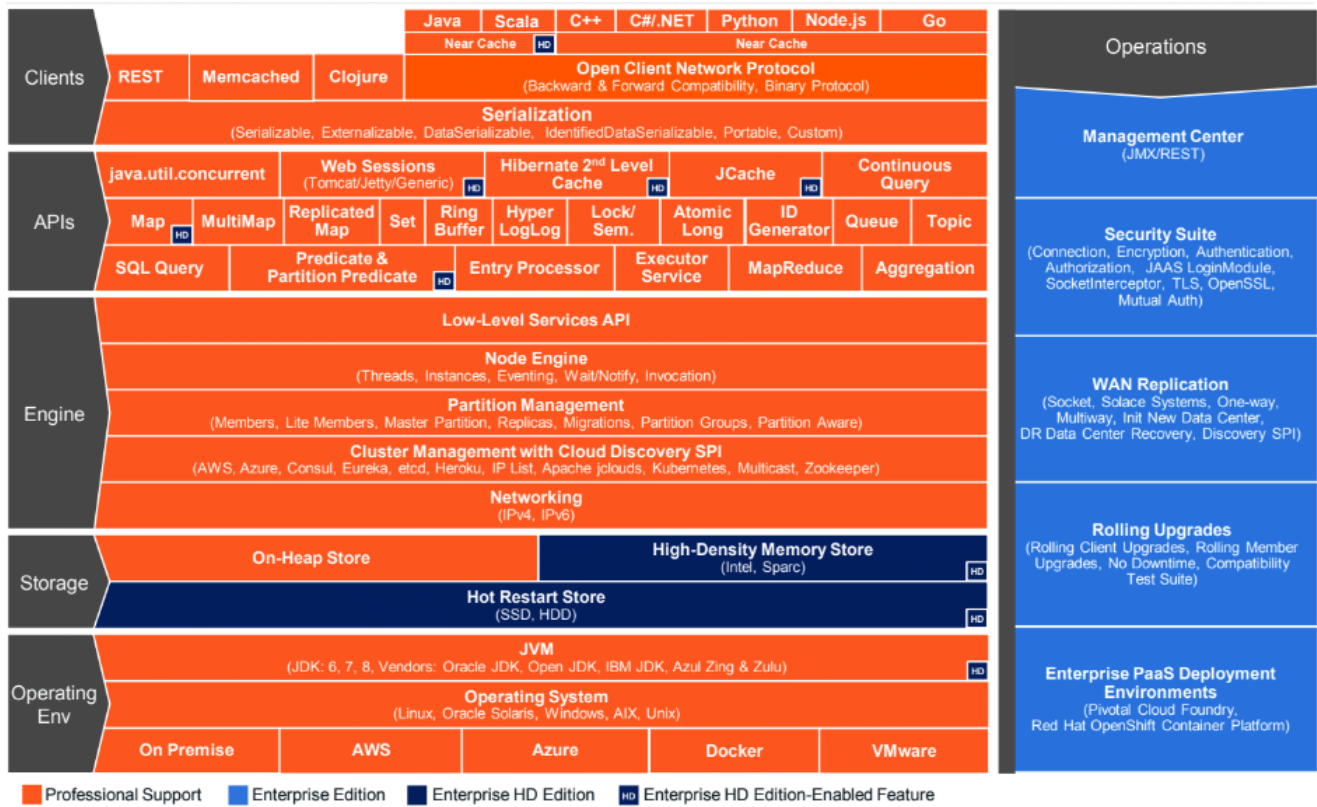 Java Scala C++ C#/.NET Python Node.js Go
Near Cache HD Near Cache
Clients
REST Memcached Clojure
Open Client Network Protocol
(Backward & Forward Compatibility, Binary Protocol)
Serialization
(Serializable, Externalizable, DataSerializable, IdentifiedDataSerializable, Portable, Custom)
APIs
java.util.concurrent
Web Sessions
(Tomcat/Jetty/Generic) HD
Hibernate 2nd Level
Cache HD
JCache HD
Continuous
Query
Map HD
MultiMap
Replicated
Map
Set
Ring
Buffer
Hyper
LogLog
Lock/
Sem.
Atomic
Long
ID
Generator
Queue
Topic
SQL Query
Predicate &
Partition Predicate HD
Entry Processor
Executor
Service
MapReduce
Aggregation
Engine
Low-Level Services API
Node Engine
(Threads, Instances, Eventing, Wait/Notify, Invocation)
Partition Management
(Members, Lite Members, Master Partition, Replicas, Migrations, Partition Groups, Partition Aware)
Cluster Management with Cloud Discovery SPI
(AWS, Azure, Consul, Eureka, etcd, Heroku, IP List, Apache jclouds, Kubernetes, Multicast, Zookeeper)
Networking
(IPv4, IPv6)
Storage
On-Heap Store
High-Density Memory Store
(Intel, Sparc) HD
Hot Restart Store
(SSD, HDD) HD
Operating
Env
JVM
(JDK: 6, 7, 8, Vendors: Oracle JDK, Open JDK, IBM JDK, Azul Zing & Zulu) HD
Operating System
(Linux, Oracle Solaris, Windows, AIX, Unix)
On Premise AWS Azure Docker VMware
Operations
Management Center
(JMX/REST)
Security Suite
(Connection, Encryption, Authentication,
Authorization, JAAS LoginModule,
SocketInterceptor, TLS, OpenSSL,
Mutual Auth)
WAN Replication
(Socket, Solace Systems, One-way,
Multiway, Init New Data Center,
DR Data Center Recovery, Discovery SPI)
Rolling Upgrades
(Rolling Client Upgrades, Rolling Member
Upgrades, No Downtime, Compatibility
Test Suite)
Enterprise PaaS Deployment
Environments
(Pivotal Cloud Foundry,
Red Hat OpenShift Container Platform)
Professional Support Enterprise Edition Enterprise HD Edition HD Enterprise HD Edition-Enabled Feature